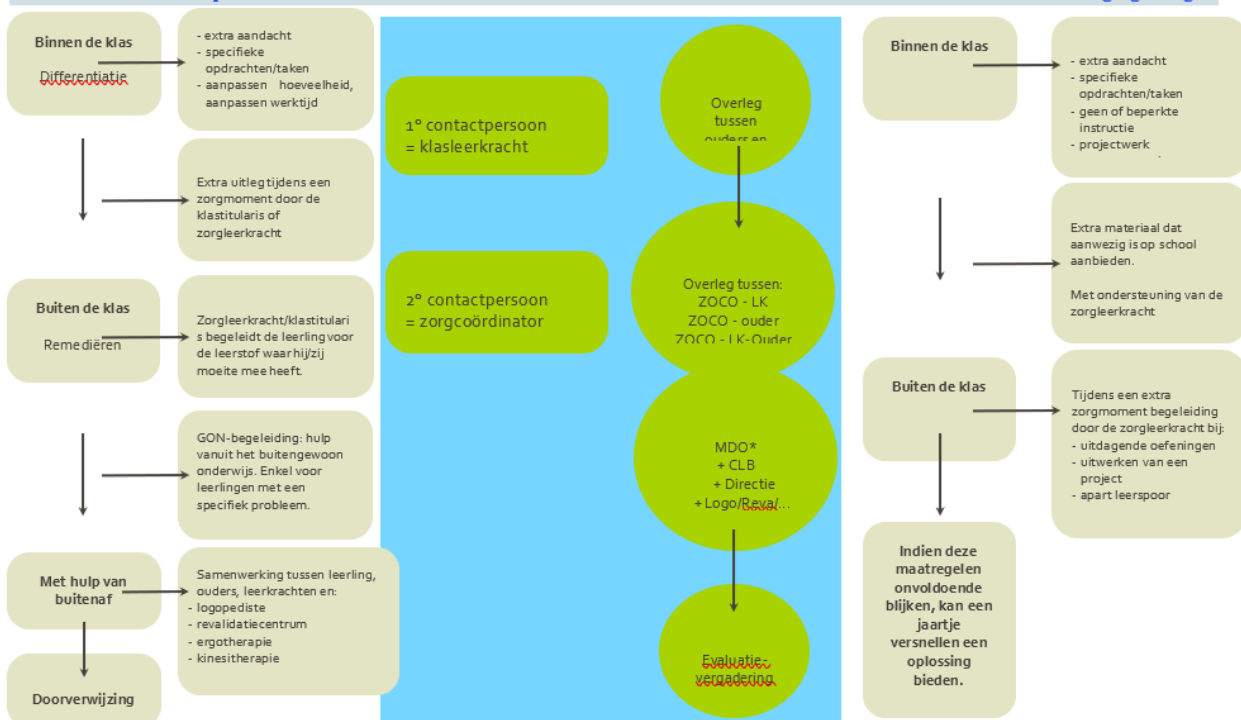 Binnen de klas
Differentiatie
- extra aandacht
- specifieke
opdrachten/taken
- aanpassen hoeveelheid,
aanpassen werktijd
Extra uitleg tijdens een
zorgmoment door de
klastitularis of
zorgleerkracht
Buiten de klas
Remediëren
Zorgleerkracht/klastitulari
s begeleidt de leerling voor
de leerstof waar hij/zij
moeite mee heeft.
GON-begeleiding: hulp
vanuit het buitengewoon
onderwijs. Enkel voor
leerlingen met een
specifiek probleem.
Met hulp van
buitenaf
Samenwerking tussen leerling,
ouders, leerkrachten en:
- logopediste
- revalidatiecentrum
- ergotherapie
- kinesitherapie
Doorverwijzing
1° contactpersoon
= klasleerkracht
2° contactpersoon
= zorgcoördinator
Overleg
tussen
ouders en
Overleg tussen:
ZOCO - LK
ZOCO - ouder
ZOCO - LK-Ouder
MDO*
+ CLB
+ Directie
+ Logo/Reva/...
Evaluatie-
vergadering
Binnen de klas
- extra aandacht
- specifieke
opdrachten/taken
- geen of beperkte
instructie
- projectwerk
Extra materiaal dat
aanwezig is op school
aanbieden.
Met ondersteuning van de
zorgleerkracht
Buiten de klas
Tijdens een extra
zorgmoment begeleiding
door de zorgleerkracht bij:
- uitdagende oefeningen
- uitwerken van een
project
- apart leerspoor
Indien deze
maatregelen
onvoldoende
blijken, kan een
jaartje
versnellen een
oplossing
bieden.